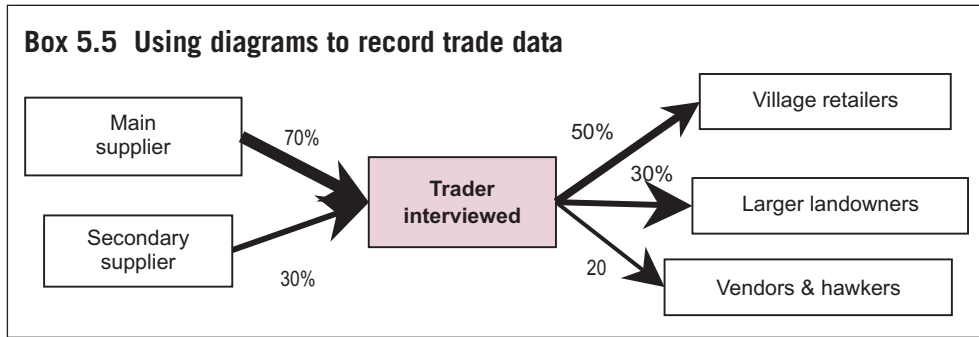 Box 5.5 Using diagrams to record trade data
Main
supplier
70%
Secondary
supplier
30%
Trader
interviewed
50%
Village retailers
30%
Larger landowners
20
Vendors & hawkers